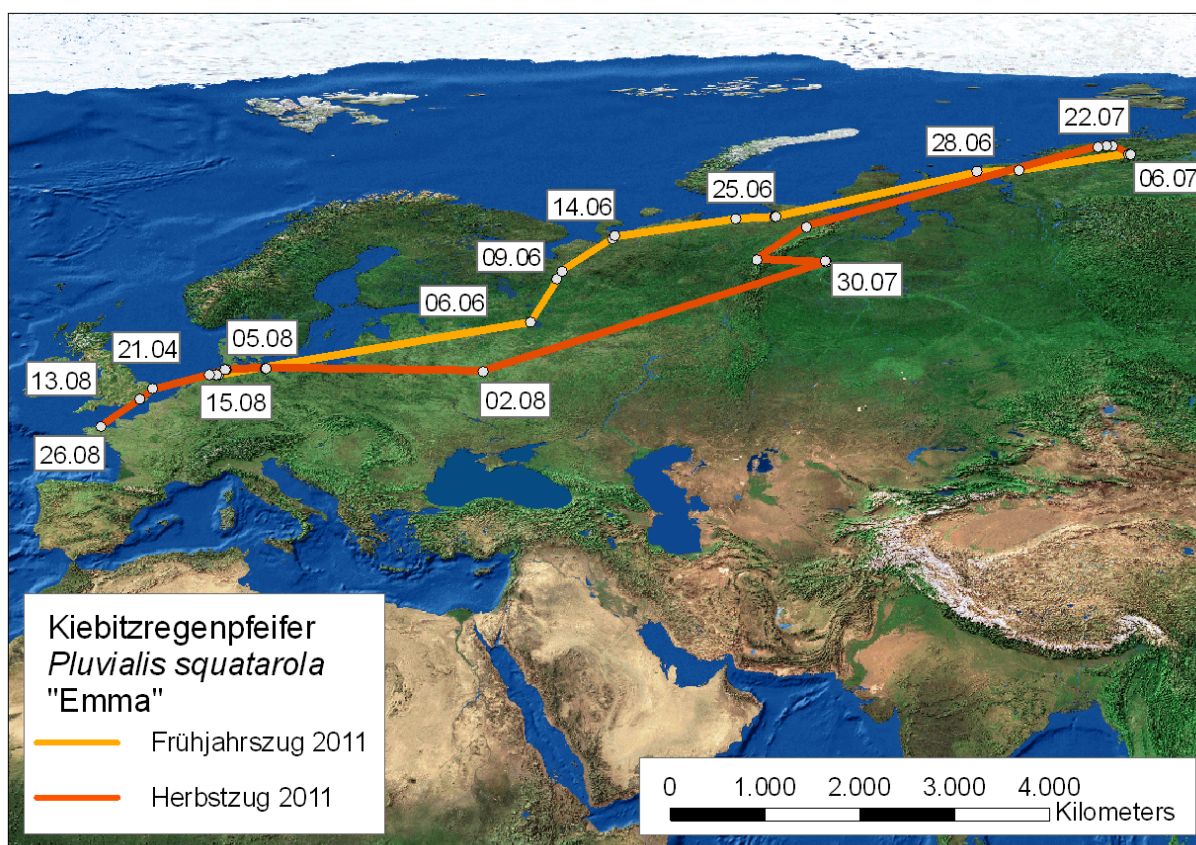 22.07
28.06
06.07
25.06
14.06
09.06
30.07
06.06
05.08
21.04
13.08
15.08
02.08
26.08
Kiebitzregenpfeifer
Pluvialis squatarola
"Emma"
Frühjahrszug 2011
Herbstzug 2011
0 1.000 2.000 3.000 4.000
Kilometers